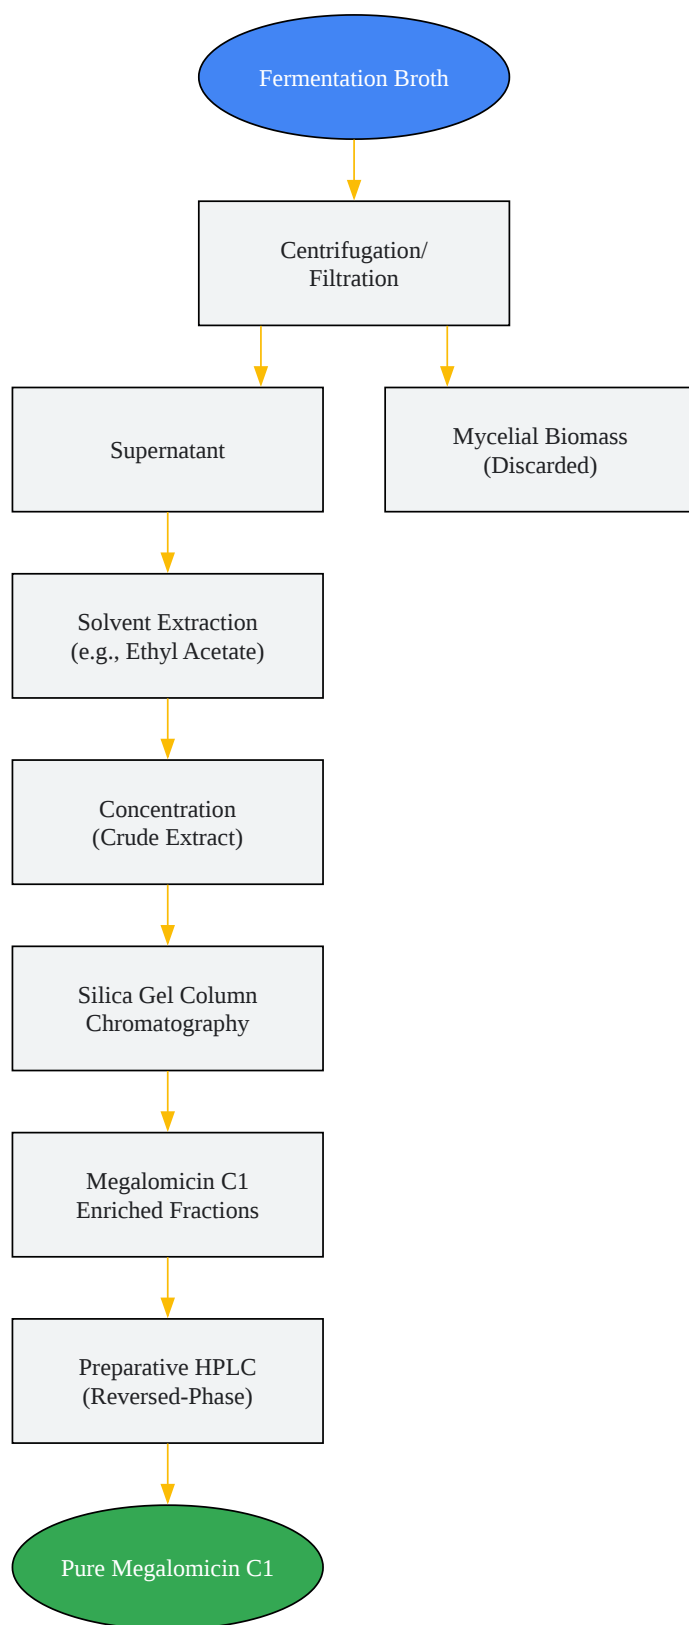 Fermentation Broth
Centrifugation/
Filtration
Supernatant
Mycelial Biomass
(Discarded)
Solvent Extraction
(e.g., Ethyl Acetate)
Concentration
(Crude Extract)
Silica Gel Column
Chromatography
Megalomicin C1
Enriched Fractions
Preparative HPLC
(Reversed-Phase)
Pure Megalomicin C1